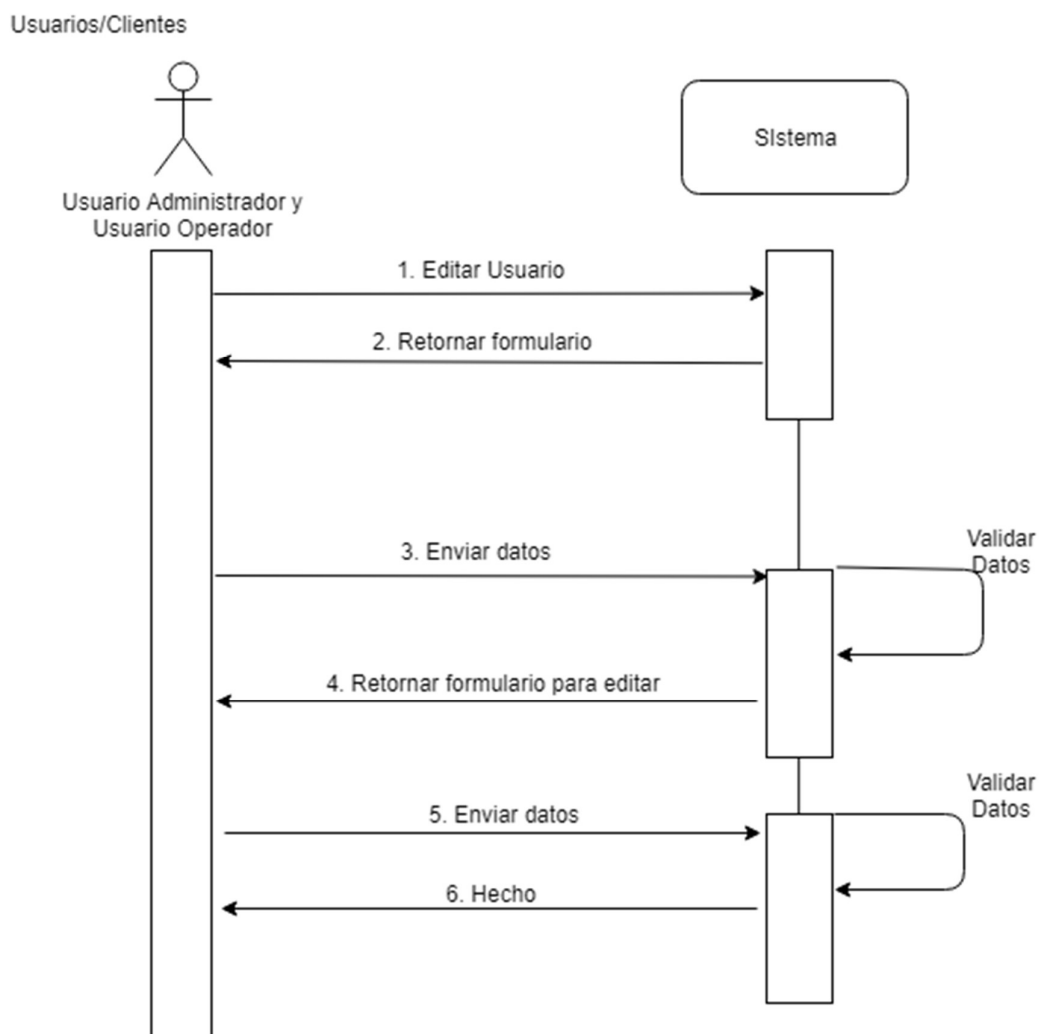 Usuarios/Clientes
SIstema
Usuario Administrador y
Usuario Operador
1. Editar Usuario
2. Retornar formulario
Validar
Datos
3. Enviar datos
4. Retornar formulario para editar
Validar
Datos
5. Enviar datos
6. Hecho